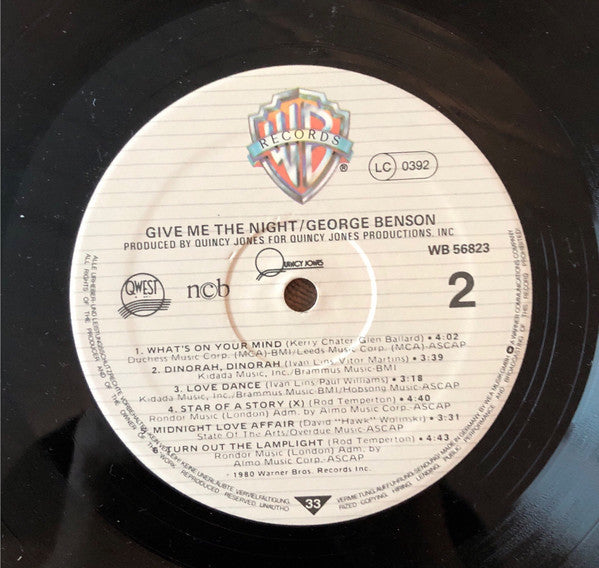 RECORDS
WB
®
LC 0392
GIVE ME THE NIGHT/GEORGE BENSON
PRODUCED BY QUINCY JONES FOR QUINCY JONES PRODUCTIONS, INC
WB 56823
QUINCY JONES
QWEST
ncb
2
1. WHAT'S ON YOUR MIND (Kerry Chater/Glen Ballard) • 4:02
Duchess Music Corp. (MCA)-BMI/Leeds Music Corp. (MCA)-ASCAP
2. DINORAH, DINORAH (Ivan Lins/Vitor Martins) • 3:39
Kidada Music, Inc./Brammus Music-BMI
3. LOVE DANCE (Ivan Lins/Paul Williams) • 3:18
Kidada Music, Inc./Brammus Music-BMI/Hobsong Music-ASCAP
4. STAR OF A STORY (X) (Rod Temperton) • 4:40
Rondor Music (London) Adm. by Almo Music Corp.-ASCAP
MIDNIGHT LOVE AFFAIR (David "Hawk" Wolinski) • 3:31
State Of The Arts/Overdue Music-ASCAP
TURN OUT THE LAMPLIGHT (Rod Temperton) • 4:43
Rondor Music (London) Adm. by
Almo Music Corp. ASCAP
1980 Warner Bros. Records Inc.
33